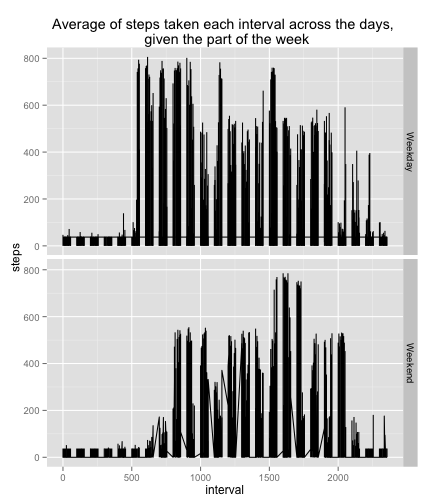 Average of steps taken each interval across the days,
given the part of the week
800
600
400
200
0
Weekday
steps
800
600
400
200
0
Weekend
0 500 1000 1500 2000
interval